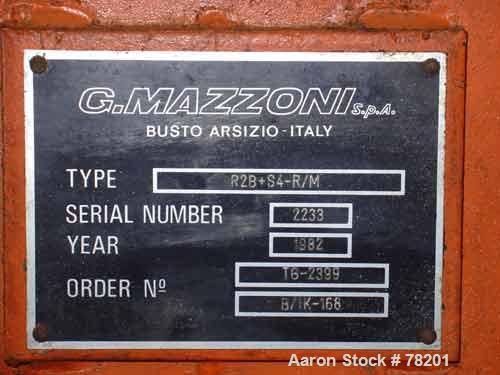 G.MAZZONI S.p.A.
BUSTO ARSIZIO - ITALY
TYPE R2B+S4-R/M
SERIAL NUMBER 2233
YEAR 1982
T6-2399
ORDER Nº
B/IK-168
Aaron Stock # 78201